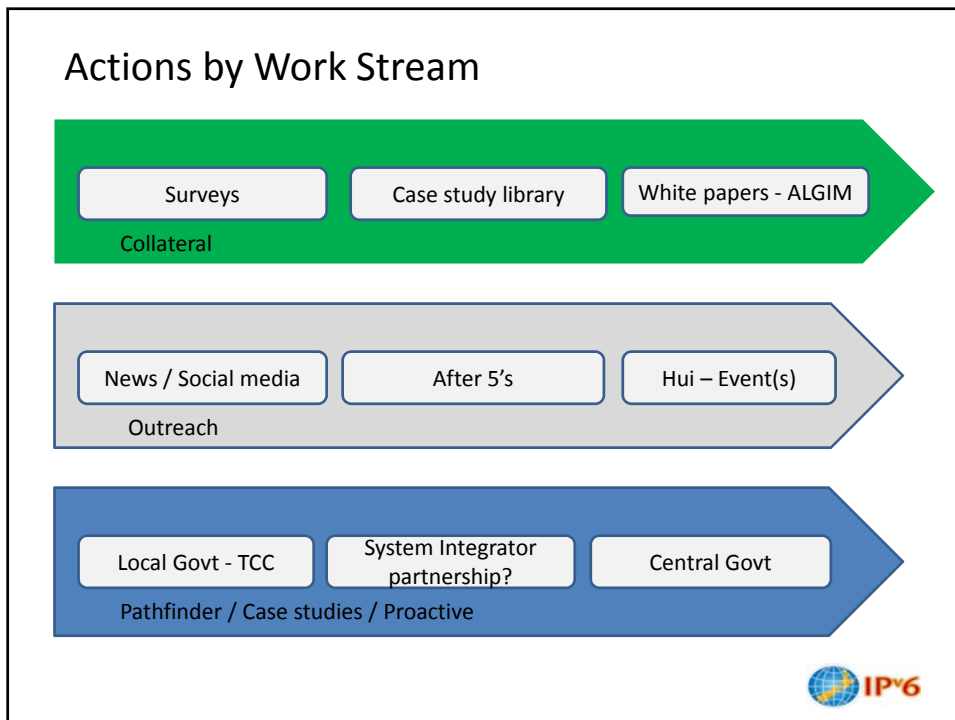 Actions by Work Stream
Surveys
Case study library
White papers - ALGIM
Collateral
News / Social media
After 5’s
Hui – Event(s)
Outreach
Local Govt - TCC
System Integrator
partnership?
Central Govt
Pathfinder / Case studies / Proactive
IPv6